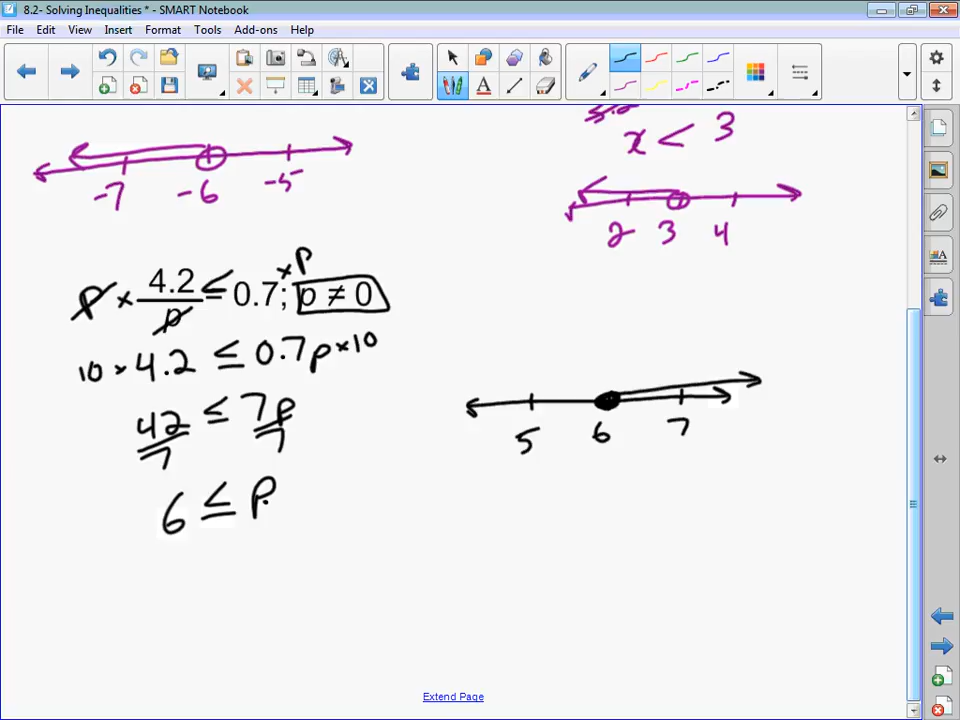 8.2- Solving Inequalities * - SMART Notebook
File Edit View Insert Format Tools Add-ons Help
x < 3
-7 -6 -5
2 3 4
p × 4.2/p ≤ 0.7; p ≠ 0 × p
10 × 4.2 ≤ 0.7p × 10
42/7 ≤ 7p/7
6 ≤ p
5 6 7
Extend Page